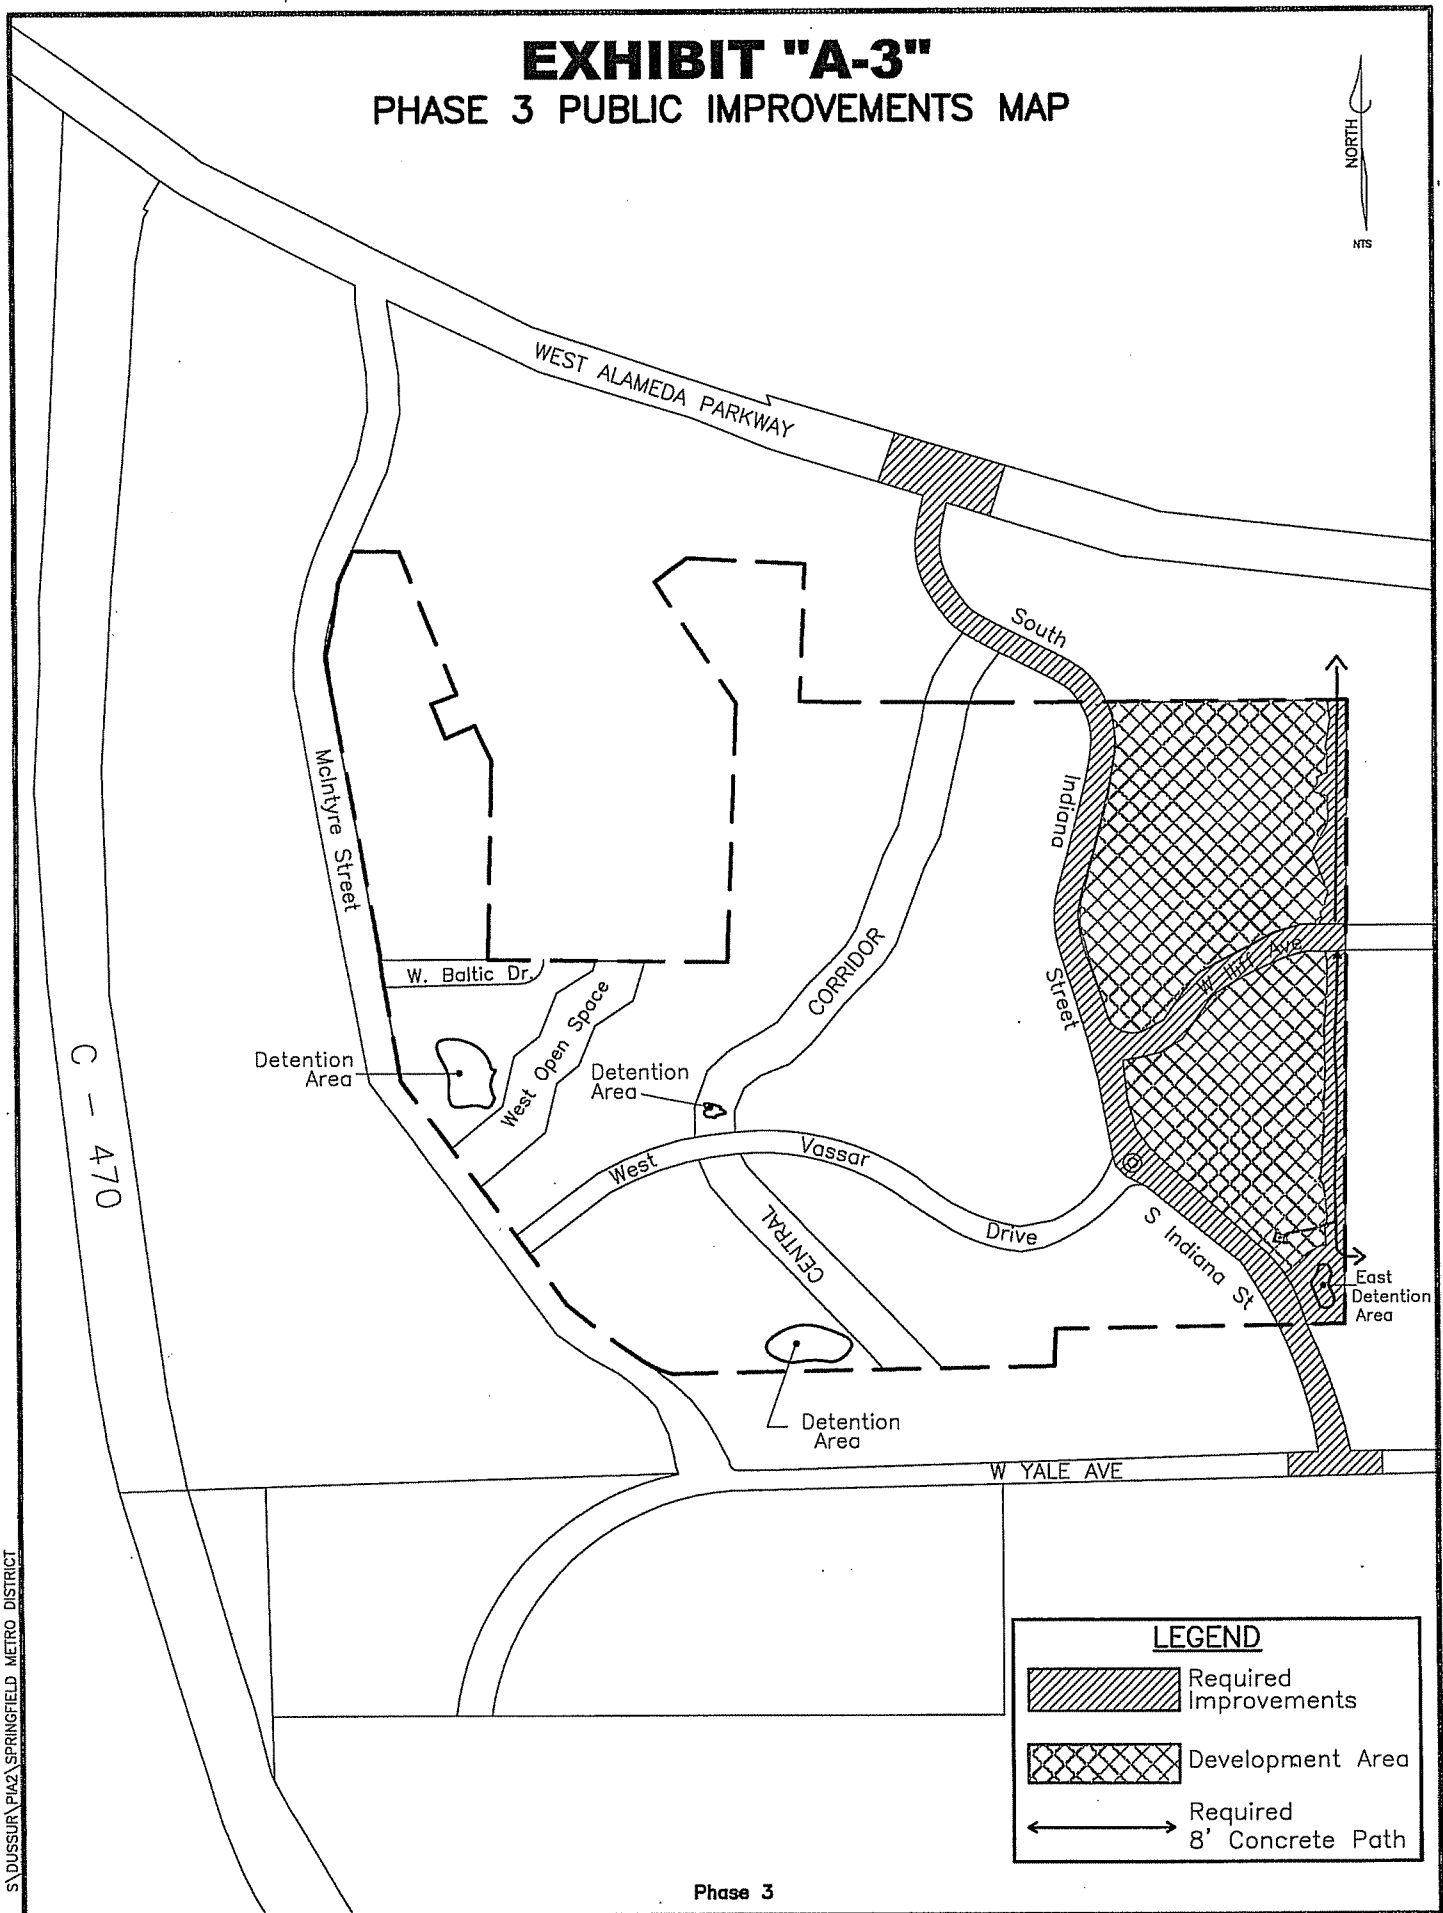 EXHIBIT "A-3"
PHASE 3 PUBLIC IMPROVEMENTS MAP
NORTH
NTS
WEST ALAMEDA PARKWAY
South
Indiana
Street
McIntyre Street
W. Baltic Dr.
CORRIDOR
W Iliff Ave
West Open Space
Detention
Area
Detention
Area
C - 470
West
Vassar
Drive
CENTRAL
S Indiana St
East
Detention
Area
Detention
Area
W YALE AVE
LEGEND
Required
Improvements
Development Area
Required
8' Concrete Path
S\DUSSUR\PIA2\SPRINGFIELD METRO DISTRICT
Phase 3